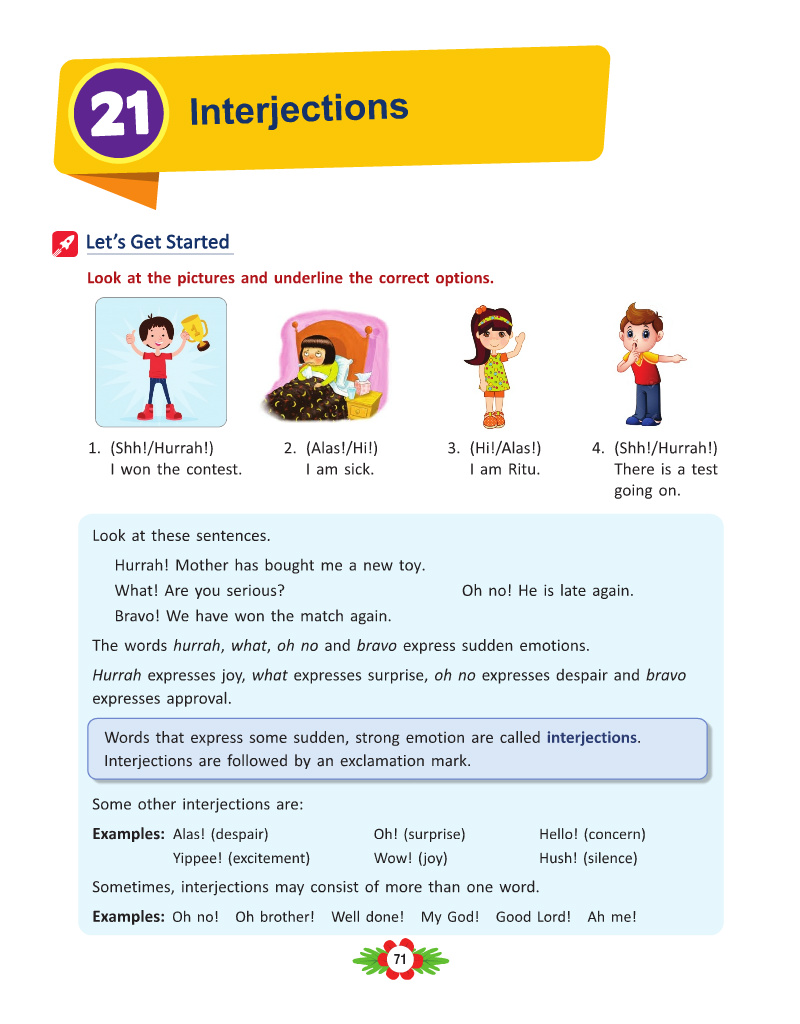 21
Interjections
Let's Get Started
Look at the pictures and underline the correct options.
1. (Shh!/Hurrah!)
I won the contest.
2. (Alas!/Hi!)
I am sick.
3. (Hi!/Alas!)
I am Ritu.
4. (Shh!/Hurrah!)
There is a test
going on.
Look at these sentences.
Hurrah! Mother has bought me a new toy.
What! Are you serious? Oh no! He is late again.
Bravo! We have won the match again.
The words hurrah, what, oh no and bravo express sudden emotions.
Hurrah expresses joy, what expresses surprise, oh no expresses despair and bravo
expresses approval.
Words that express some sudden, strong emotion are called interjections.
Interjections are followed by an exclamation mark.
Some other interjections are:
Examples: Alas! (despair) Oh! (surprise) Hello! (concern)
Yippee! (excitement) Wow! (joy) Hush! (silence)
Sometimes, interjections may consist of more than one word.
Examples: Oh no! Oh brother! Well done! My God! Good Lord! Ah me!
71